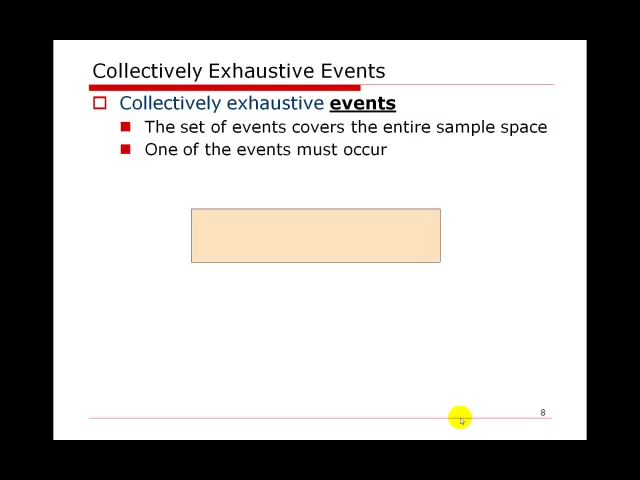 Collectively Exhaustive Events
Collectively exhaustive events
The set of events covers the entire sample space
One of the events must occur
8